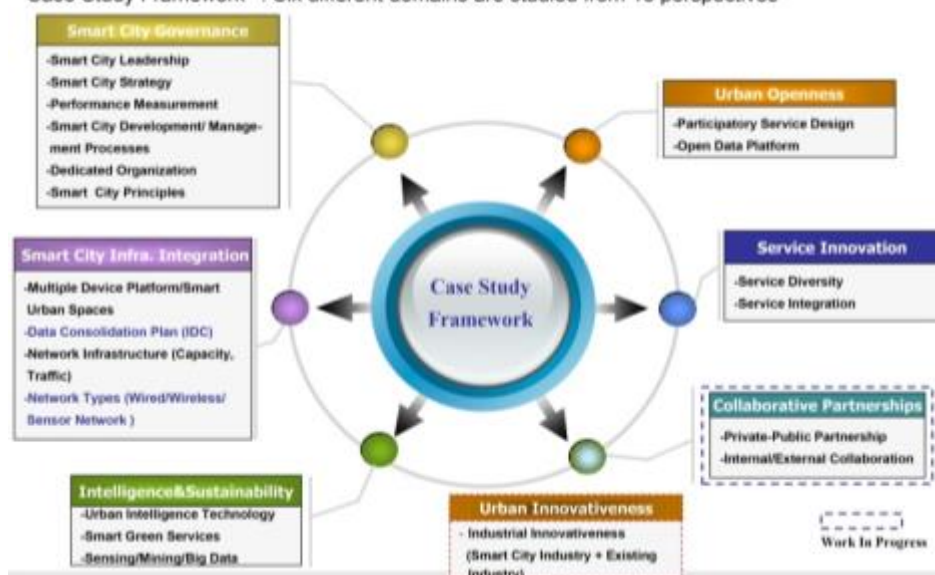 Smart City Governance
-Smart City Leadership
-Smart City Strategy
-Performance Measurement
-Smart City Development/ Manage-
ment Processes
-Dedicated Organization
-Smart City Principles
Urban Openness
-Participatory Service Design
-Open Data Platform
Smart City Infra. Integration
-Multiple Device Platform/Smart
Urban Spaces
-Data Consolidation Plan (IDC)
-Network Infrastructure (Capacity,
Traffic)
-Network Types (Wired/Wireless/
Sensor Network )
Case Study
Framework
Service Innovation
-Service Diversity
-Service Integration
Collaborative Partnerships
-Private-Public Partnership
-Internal/External Collaboration
Intelligence&Sustainability
-Urban Intelligence Technology
-Smart Green Services
-Sensing/Mining/Big Data
Urban Innovativeness
- Industrial Innovativeness
(Smart City Industry + Existing
Industry)
Work In Progress